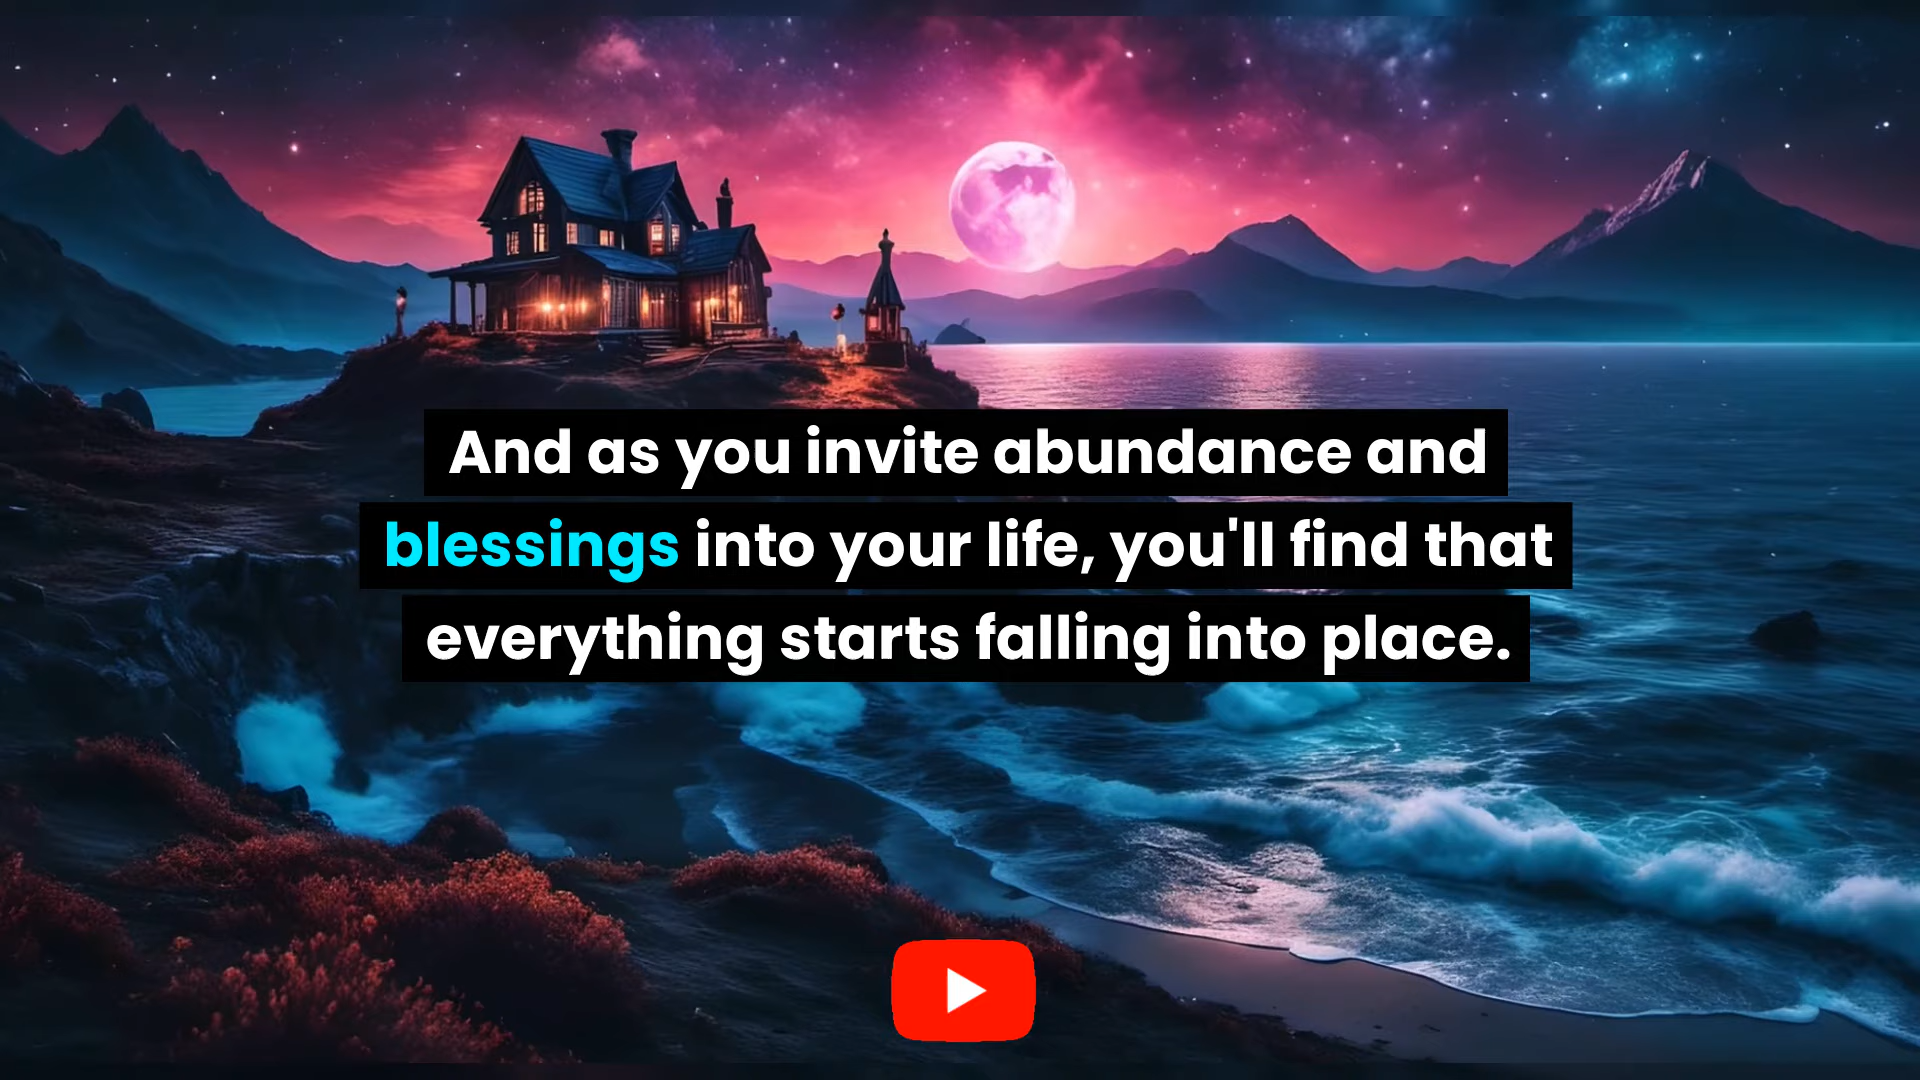 And as you invite abundance and
blessings into your life, you'll find that
everything starts falling into place.